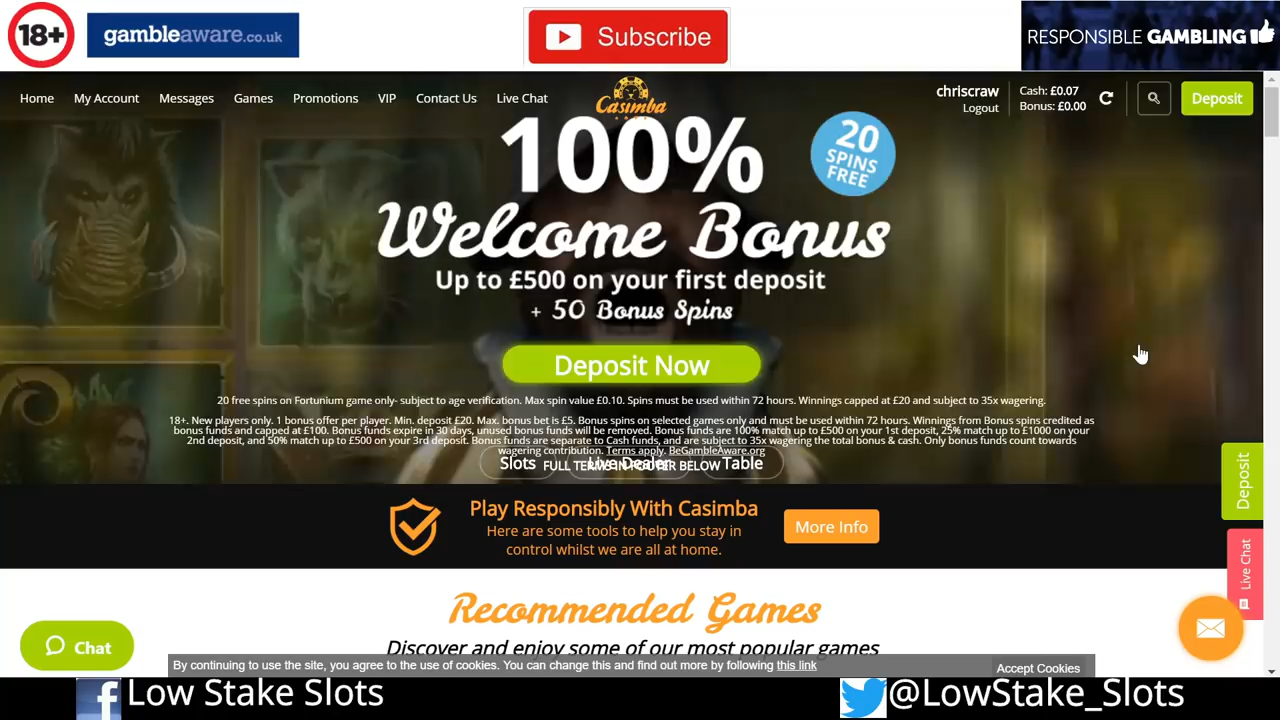 18+
gambleaware.co.uk
Subscribe
RESPONSIBLE GAMBLING
Home My Account Messages Games Promotions VIP Contact Us Live Chat
Casimba
chriscraw
Logout
Cash: £0.07
Bonus: £0.00
Deposit
100%
20
SPINS
FREE
Welcome Bonus
Up to £500 on your first deposit
+ 50 Bonus Spins
Deposit Now
20 free spins on Fortunium game only- subject to age verification. Max spin value £0.10. Spins must be used within 72 hours. Winnings capped at £20 and subject to 35x wagering.
18+. New players only. 1 bonus offer per player. Min. deposit £20. Max. bonus bet is £5. Bonus spins on selected games only and must be used within 72 hours. Winnings from Bonus spins credited as
bonus funds and capped at £100. Bonus funds expire in 30 days, unused bonus funds will be removed. Bonus funds are 100% match up to £500 on your 1st deposit, 25% match up to £1000 on your
2nd deposit, and 50% match up to £500 on your 3rd deposit. Bonus funds are separate to Cash funds, and are subject to 35x wagering the total bonus & cash. Only bonus funds count towards
wagering contribution. Terms apply. BeGambleAware.org
Slots Live Dealer Table
FULL TERMS IN FOOTER BELOW
Deposit
Play Responsibly With Casimba
Here are some tools to help you stay in
control whilst we are all at home.
More Info
Live Chat
Recommended Games
Discover and enjoy some of our most popular games
Chat
By continuing to use the site, you agree to the use of cookies. You can change this and find out more by following this link
Accept Cookies
Low Stake Slots
@LowStake_Slots